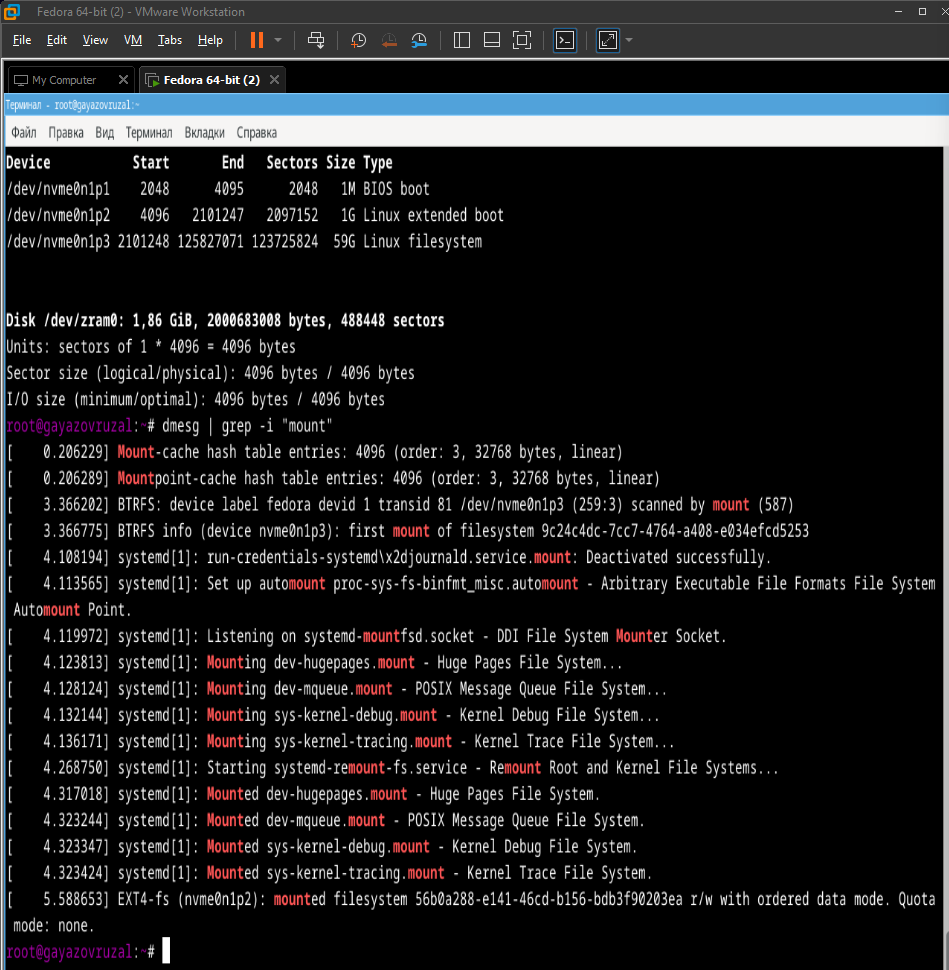 Fedora 64-bit (2) - VMware Workstation
File Edit View VM Tabs Help
My Computer Fedora 64-bit (2)
Терминал - root@gayazovruzal:~
Файл Правка Вид Терминал Вкладки Справка
Device Start End Sectors Size Type
/dev/nvme0n1p1 2048 4095 2048 1M BIOS boot
/dev/nvme0n1p2 4096 2101247 2097152 1G Linux extended boot
/dev/nvme0n1p3 2101248 125827071 123725824 59G Linux filesystem
Disk /dev/zram0: 1,86 GiB, 2000683008 bytes, 488448 sectors
Units: sectors of 1 * 4096 = 4096 bytes
Sector size (logical/physical): 4096 bytes / 4096 bytes
I/O size (minimum/optimal): 4096 bytes / 4096 bytes
root@gayazovruzal:~# dmesg | grep -i "mount"
[    0.206229] Mount-cache hash table entries: 4096 (order: 3, 32768 bytes, linear)
[    0.206289] Mountpoint-cache hash table entries: 4096 (order: 3, 32768 bytes, linear)
[    3.366202] BTRFS: device label fedora devid 1 transid 81 /dev/nvme0n1p3 (259:3) scanned by mount (587)
[    3.366775] BTRFS info (device nvme0n1p3): first mount of filesystem 9c24c4dc-7cc7-4764-a408-e034efcd5253
[    4.108194] systemd[1]: run-credentials-systemd\x2djournald.service.mount: Deactivated successfully.
[    4.113565] systemd[1]: Set up automount proc-sys-fs-binfmt_misc.automount - Arbitrary Executable File Formats File System
Automount Point.
[    4.119972] systemd[1]: Listening on systemd-mountfsd.socket - DDI File System Mounter Socket.
[    4.123813] systemd[1]: Mounting dev-hugepages.mount - Huge Pages File System...
[    4.128124] systemd[1]: Mounting dev-mqueue.mount - POSIX Message Queue File System...
[    4.132144] systemd[1]: Mounting sys-kernel-debug.mount - Kernel Debug File System...
[    4.136171] systemd[1]: Mounting sys-kernel-tracing.mount - Kernel Trace File System...
[    4.268750] systemd[1]: Starting systemd-remount-fs.service - Remount Root and Kernel File Systems...
[    4.317018] systemd[1]: Mounted dev-hugepages.mount - Huge Pages File System.
[    4.323244] systemd[1]: Mounted dev-mqueue.mount - POSIX Message Queue File System.
[    4.323347] systemd[1]: Mounted sys-kernel-debug.mount - Kernel Debug File System.
[    4.323424] systemd[1]: Mounted sys-kernel-tracing.mount - Kernel Trace File System.
[    5.588653] EXT4-fs (nvme0n1p2): mounted filesystem 56b0a288-e141-46cd-b156-bdb3f90203ea r/w with ordered data mode. Quota
mode: none.
root@gayazovruzal:~#